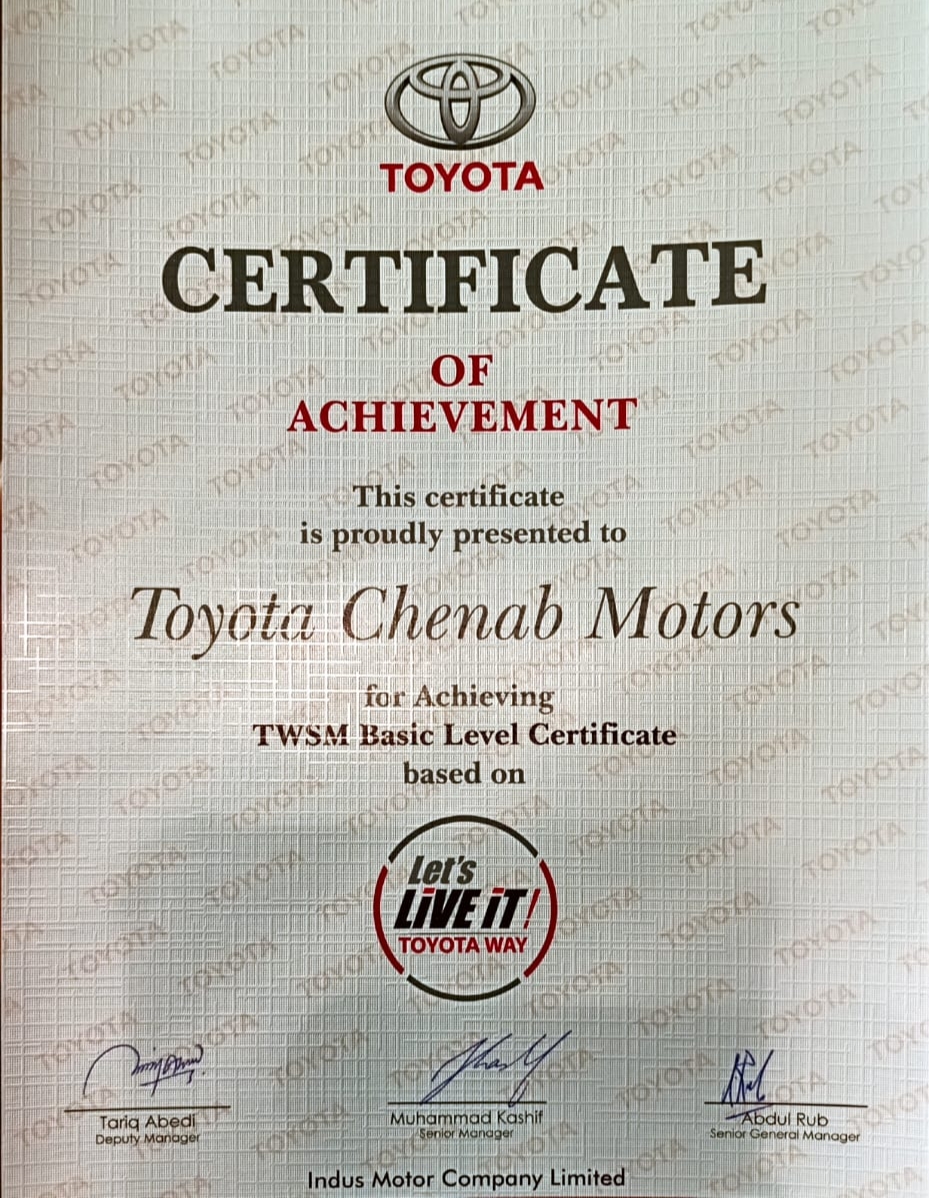 TOYOTA
CERTIFICATE
OF
ACHIEVEMENT
This certificate
is proudly presented to
Toyota Chenab Motors
for Achieving
TWSM Basic Level Certificate
based on
Let's
LiVE iT!
TOYOTA WAY
Tariq Abedi
Deputy Manager
Muhammad Kashif
Senior Manager
Abdul Rub
Senior General Manager
Indus Motor Company Limited